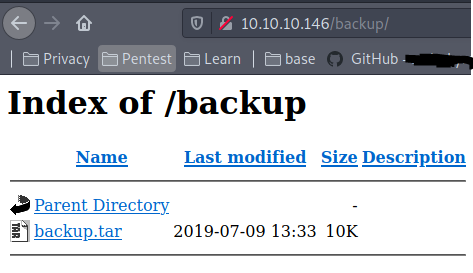 10.10.10.146/backup/
Privacy Pentest Learn base GitHub -
Index of /backup
Name Last modified Size Description
Parent Directory -
backup.tar 2019-07-09 13:33 10K